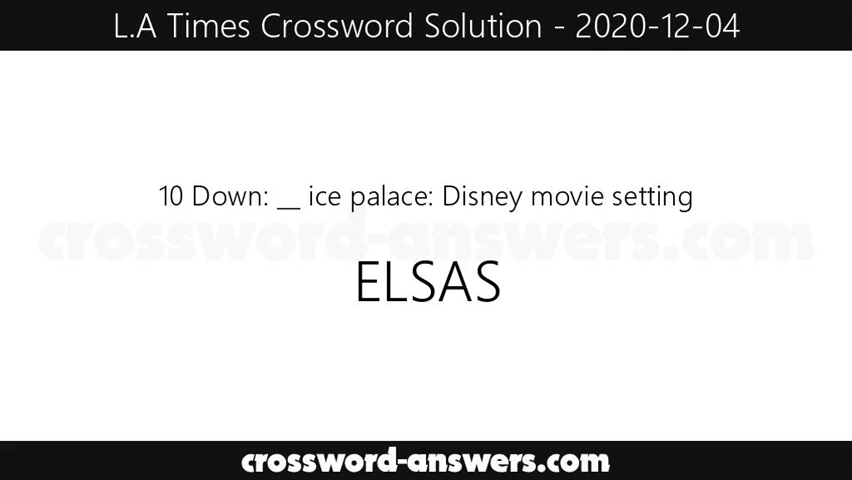 L.A Times Crossword Solution - 2020-12-04
10 Down: __ ice palace: Disney movie setting
crossword-answers.com
ELSAS
crossword-answers.com